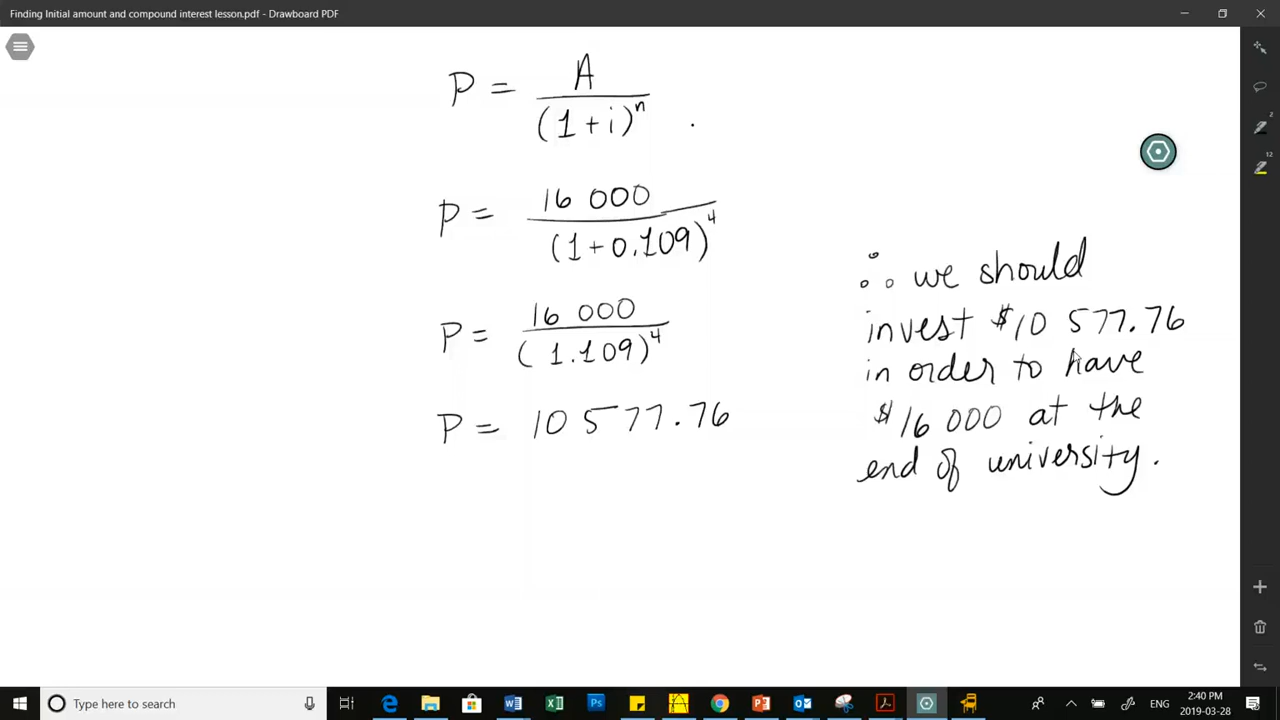 Finding Initial amount and compound interest lesson.pdf - Drawboard PDF
P = A / (1+i)^n .
P = 16 000 / (1+0.109)^4
P = 16 000 / (1.109)^4
P = 10 577.76
∴ we should
invest $10 577.76
in order to have
$16 000 at the
end of university.
2
12
Type here to search
ENG
2:40 PM
2019-03-28